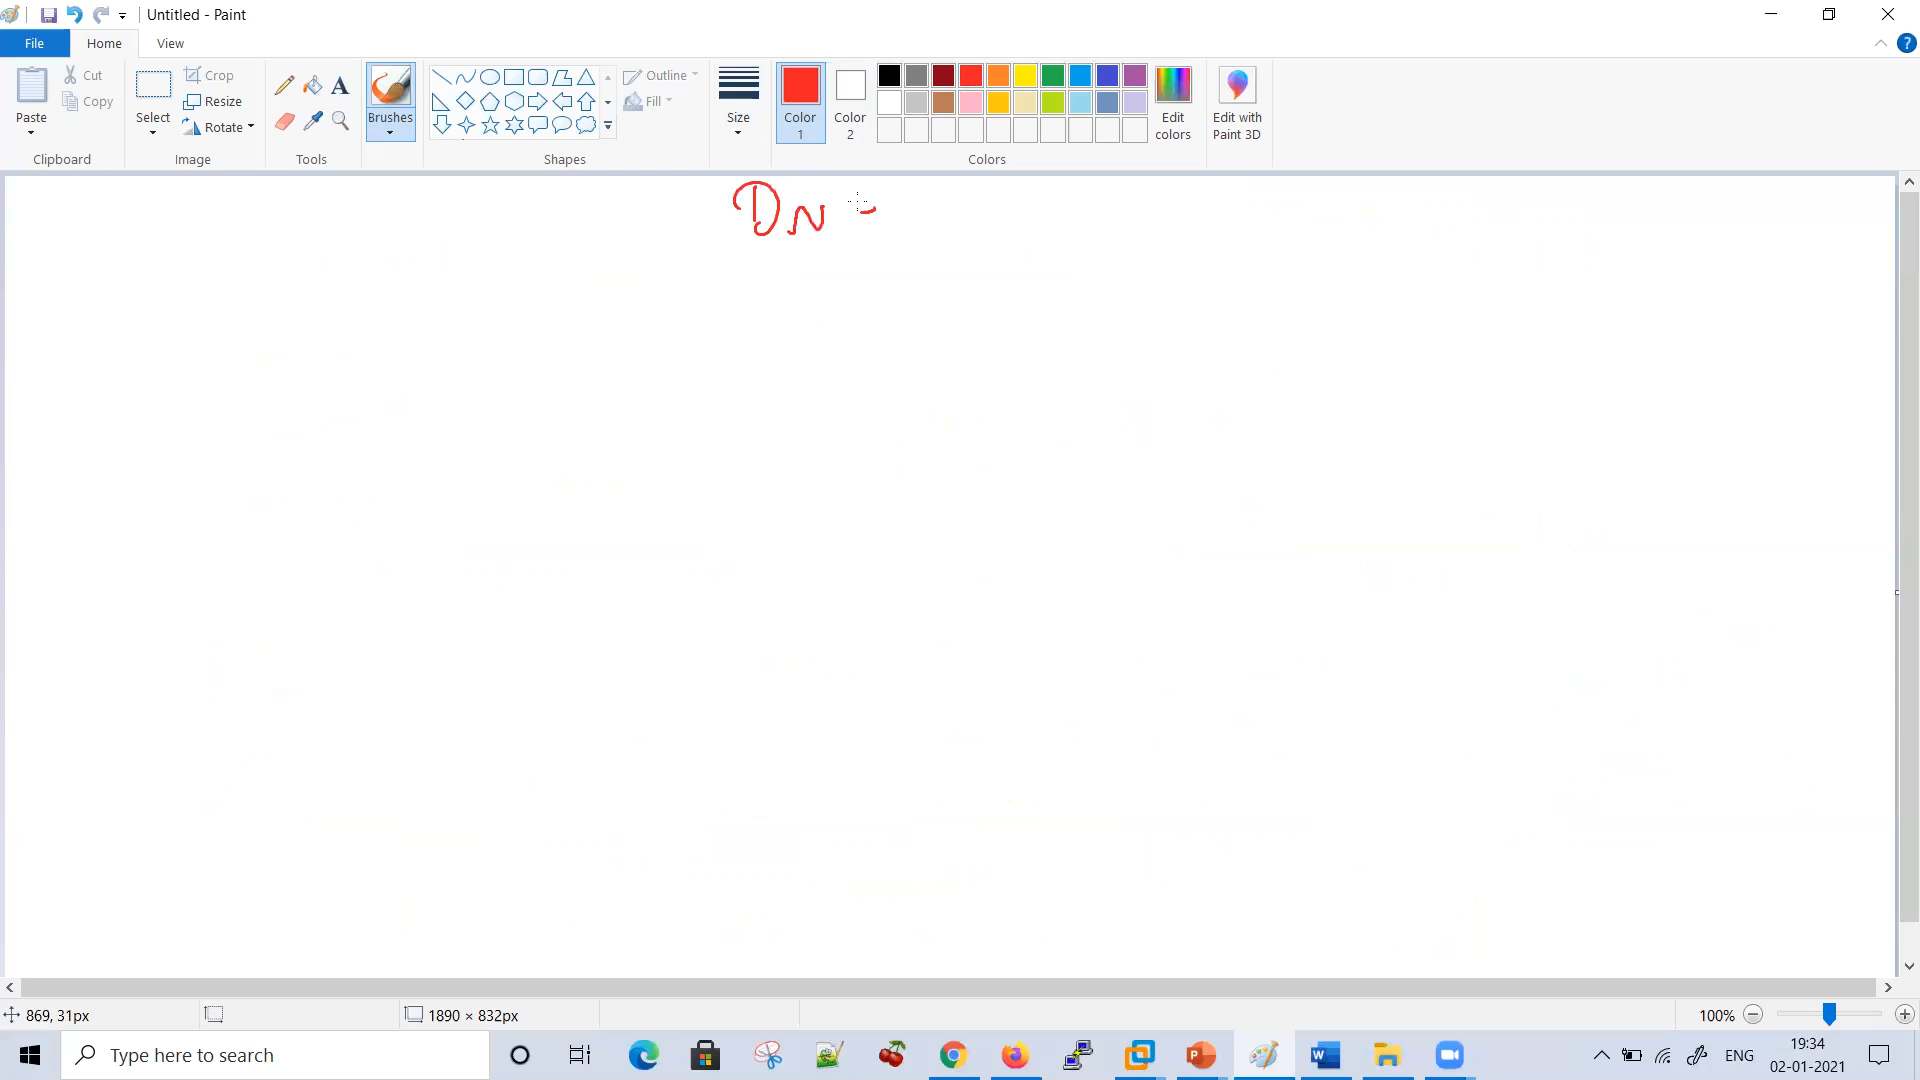 Untitled - Paint
File Home View
Paste
Cut
Copy
Clipboard
Select
Crop
Resize
Rotate
Image
Tools
Brushes
Shapes
Outline
Fill
Size
Color 1
Color 2
Edit colors
Colors
Edit with Paint 3D
DN
869, 31px
1890 × 832px
100%
Type here to search
ENG
19:34
02-01-2021